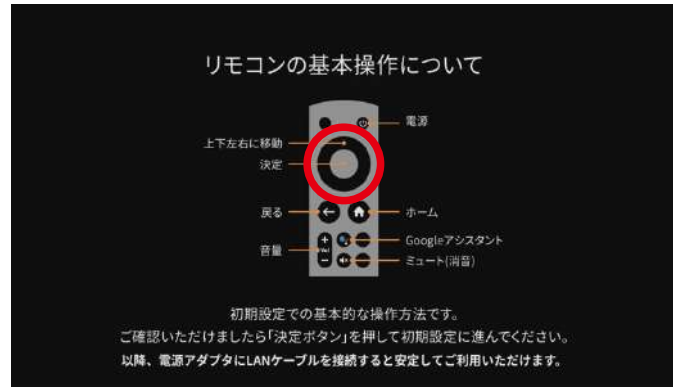 リモコンの基本操作について
電源
上下左右に移動
決定
戻る
ホーム
音量
+
Vol
−
Googleアシスタント
ミュート(消音)
初期設定での基本的な操作方法です。
ご確認いただけましたら「決定ボタン」を押して初期設定に進んでください。
以降、電源アダプタにLANケーブルを接続すると安定してご利用いただけます。